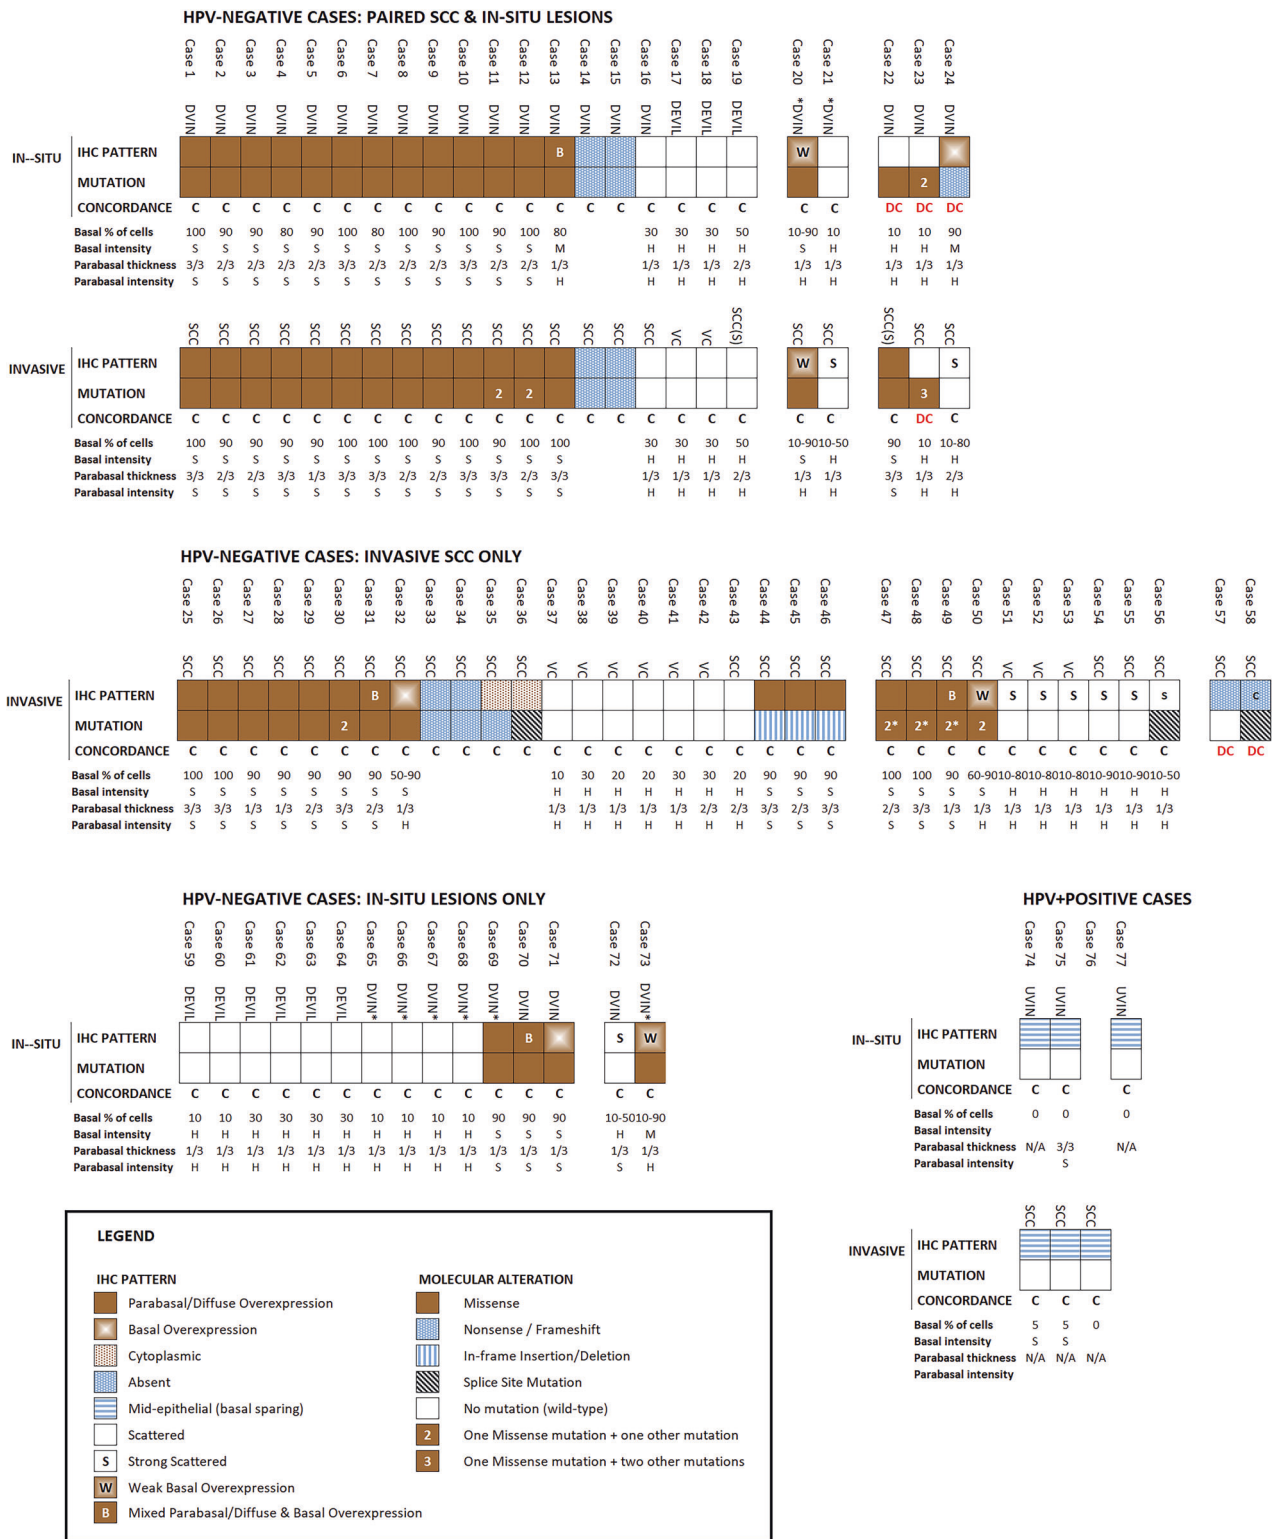 HPV-NEGATIVE CASES: PAIRED SCC & IN-SITU LESIONS
Case 1 Case 2 Case 3 Case 4 Case 5 Case 6 Case 7 Case 8 Case 9 Case 10 Case 11 Case 12 Case 13 Case 14 Case 15 Case 16 Case 17 Case 18 Case 19 Case 20 Case 21 Case 22 Case 23 Case 24
DVIN DVIN DVIN DVIN DVIN DVIN DVIN DVIN DVIN DVIN DVIN DVIN DVIN DVIN DVIN DVIN DEVIL DEVIL DEVIL *DVIN *DVIN DVIN DVIN DVIN
IN--SITU IHC PATTERN B W
MUTATION 2
CONCORDANCE C C C C C C C C C C C C C C C C C C C C C DC DC DC
Basal % of cells 100 90 90 80 90 100 80 100 90 100 90 100 80 30 30 30 50 10-90 10 10 10 90
Basal intensity S S S S S S S S S S S S M H H H H S H H H M
Parabasal thickness 3/3 2/3 2/3 2/3 2/3 3/3 2/3 2/3 2/3 3/3 2/3 2/3 1/3 1/3 1/3 1/3 2/3 1/3 1/3 1/3 1/3 1/3
Parabasal intensity S S S S S S S S S S S S H H H H H H H H H H
SCC SCC SCC SCC SCC SCC SCC SCC SCC SCC SCC SCC SCC SCC SCC SCC VC VC SCC(S) SCC SCC SCC(S) SCC SCC
INVASIVE IHC PATTERN W S S
MUTATION 2 2 3
CONCORDANCE C C C C C C C C C C C C C C C C C C C C C C DC C
Basal % of cells 100 90 90 90 90 100 100 100 90 100 90 100 100 30 30 30 50 10-90 10-50 90 10 10-80
Basal intensity S S S S S S S S S S S S S H H H H S H S H H
Parabasal thickness 3/3 2/3 2/3 3/3 1/3 3/3 3/3 2/3 2/3 3/3 2/3 3/3 3/3 1/3 1/3 1/3 2/3 1/3 1/3 3/3 1/3 2/3
Parabasal intensity S S S S S S S S S S S S S H H H H H H S H H
HPV-NEGATIVE CASES: INVASIVE SCC ONLY
Case 25 Case 26 Case 27 Case 28 Case 29 Case 30 Case 31 Case 32 Case 33 Case 34 Case 35 Case 36 Case 37 Case 38 Case 39 Case 40 Case 41 Case 42 Case 43 Case 44 Case 45 Case 46 Case 47 Case 48 Case 49 Case 50 Case 51 Case 52 Case 53 Case 54 Case 55 Case 56 Case 57 Case 58
SCC SCC SCC SCC SCC SCC SCC SCC SCC SCC SCC SCC VC VC VC VC VC VC SCC SCC SCC SCC SCC SCC SCC SCC VC VC VC SCC SCC SCC SCC SCC
INVASIVE IHC PATTERN B B W S S S S S s c
MUTATION 2 2* 2* 2* 2
CONCORDANCE C C C C C C C C C C C C C C C C C C C C C C C C C C C C C C C C DC DC
Basal % of cells 100 100 90 90 90 90 90 50-90 10 30 20 20 30 30 20 90 90 90 100 100 90 60-90 10-80 10-80 10-80 10-90 10-90 10-50
Basal intensity S S S S S S S S H H H H H H H S S S S S S S H H H H H H
Parabasal thickness 3/3 3/3 1/3 1/3 2/3 3/3 2/3 1/3 1/3 1/3 1/3 1/3 1/3 2/3 2/3 3/3 2/3 3/3 2/3 3/3 1/3 1/3 1/3 1/3 1/3 1/3 1/3 1/3
Parabasal intensity S S S S S S S H H H H H H H H S S S S S S H H H H H H H
HPV-NEGATIVE CASES: IN-SITU LESIONS ONLY
Case 59 Case 60 Case 61 Case 62 Case 63 Case 64 Case 65 Case 66 Case 67 Case 68 Case 69 Case 70 Case 71 Case 72 Case 73
DEVIL DEVIL DEVIL DEVIL DEVIL DEVIL DVIN* DVIN* DVIN* DVIN* DVIN* DVIN DVIN DVIN DVIN*
IN--SITU IHC PATTERN B S W
MUTATION
CONCORDANCE C C C C C C C C C C C C C C C
Basal % of cells 10 10 30 30 30 30 10 10 10 10 90 90 90 10-50 10-90
Basal intensity H H H H H H H H H H S S S H M
Parabasal thickness 1/3 1/3 1/3 1/3 1/3 1/3 1/3 1/3 1/3 1/3 1/3 1/3 1/3 1/3 1/3
Parabasal intensity H H H H H H H H H H S S S S H
HPV+POSITIVE CASES
Case 74 Case 75 Case 76 Case 77
UVIN UVIN UVIN
IN--SITU IHC PATTERN
MUTATION
CONCORDANCE C C C
Basal % of cells 0 0 0
Basal intensity
Parabasal thickness N/A 3/3 N/A
Parabasal intensity S
SCC SCC SCC
INVASIVE IHC PATTERN
MUTATION
CONCORDANCE C C C
Basal % of cells 5 5 0
Basal intensity S S
Parabasal thickness N/A N/A N/A
Parabasal intensity
LEGEND
IHC PATTERN
Parabasal/Diffuse Overexpression
Basal Overexpression
Cytoplasmic
Absent
Mid-epithelial (basal sparing)
Scattered
S Strong Scattered
W Weak Basal Overexpression
B Mixed Parabasal/Diffuse & Basal Overexpression
MOLECULAR ALTERATION
Missense
Nonsense / Frameshift
In-frame Insertion/Deletion
Splice Site Mutation
No mutation (wild-type)
2 One Missense mutation + one other mutation
3 One Missense mutation + two other mutations